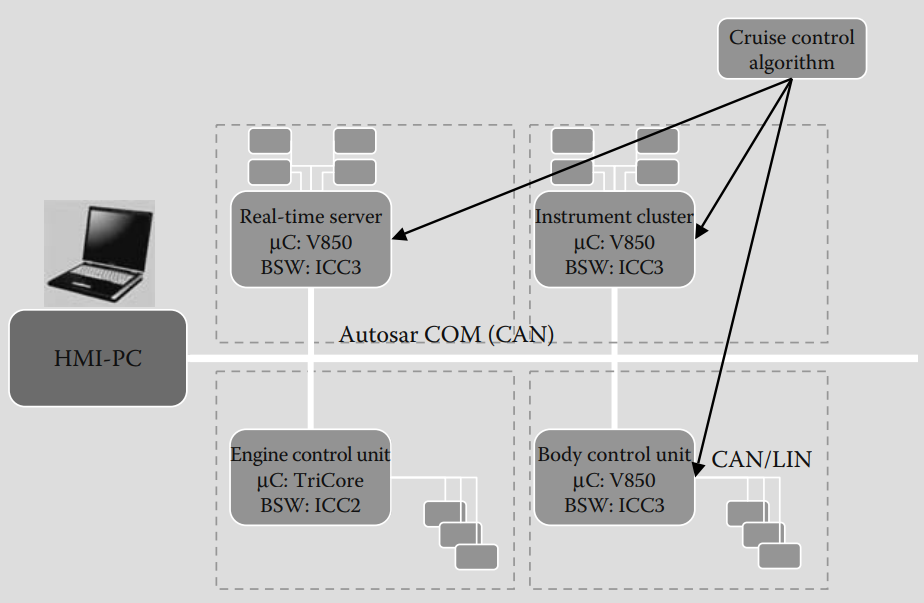 Cruise control
algorithm
Real-time server
µC: V850
BSW: ICC3
Instrument cluster
µC: V850
BSW: ICC3
Autosar COM (CAN)
HMI-PC
Engine control unit
µC: TriCore
BSW: ICC2
Body control unit
µC: V850
BSW: ICC3
CAN/LIN